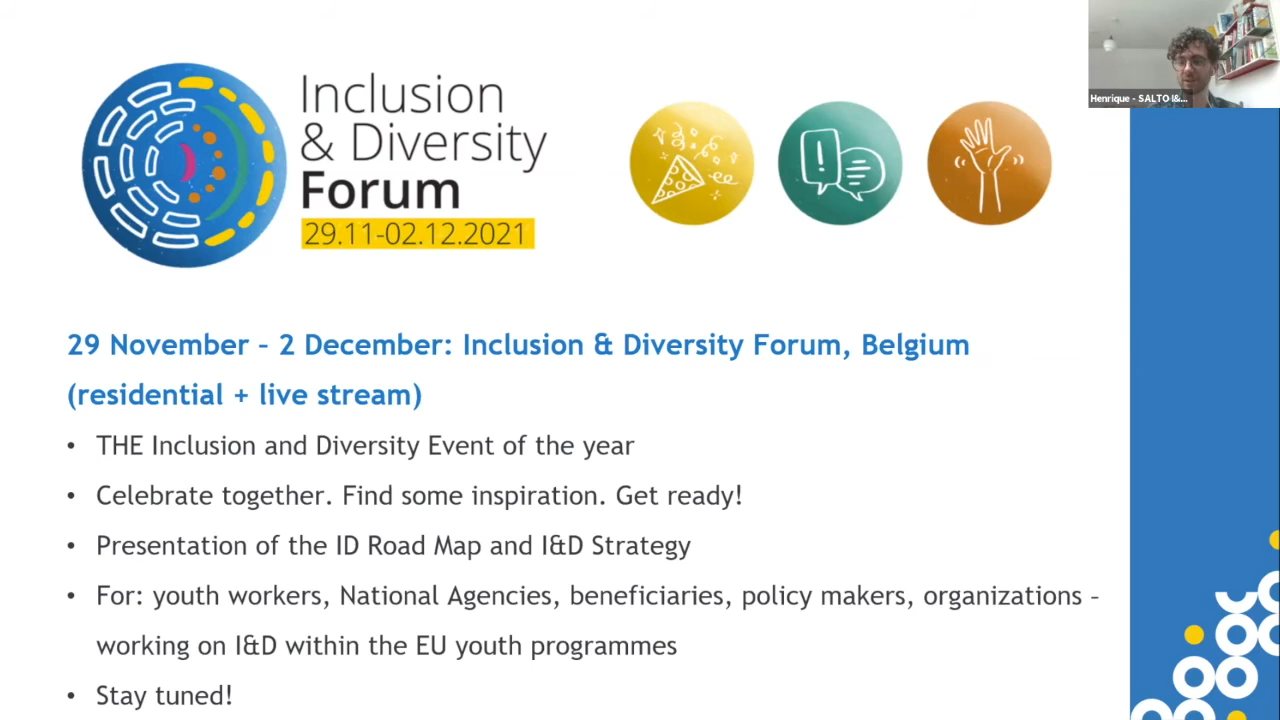 Henrique - SALTO I&...
Inclusion
& Diversity
Forum
29.11-02.12.2021
29 November – 2 December: Inclusion & Diversity Forum, Belgium
(residential + live stream)
• THE Inclusion and Diversity Event of the year
• Celebrate together. Find some inspiration. Get ready!
• Presentation of the ID Road Map and I&D Strategy
• For: youth workers, National Agencies, beneficiaries, policy makers, organizations –
working on I&D within the EU youth programmes
• Stay tuned!